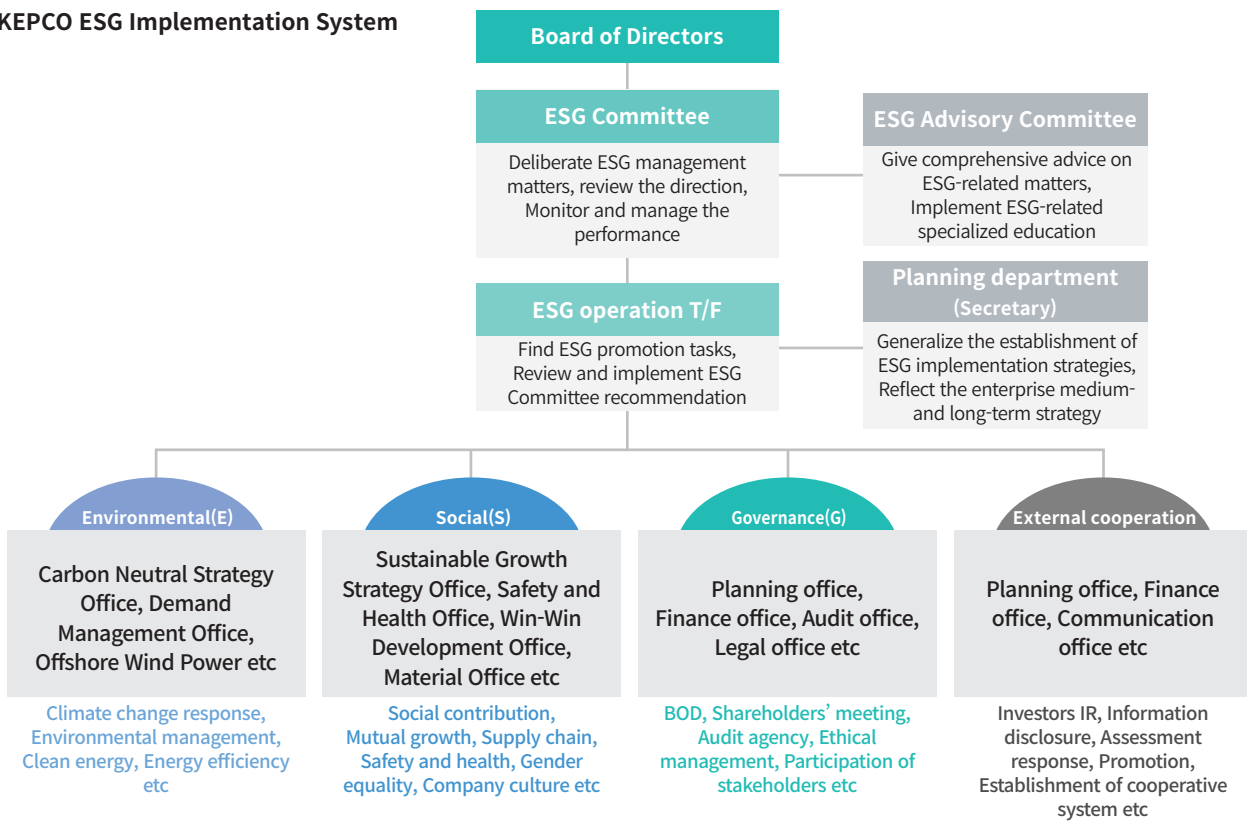 KEPCO ESG Implementation System
Board of Directors
ESG Committee
Deliberate ESG management
matters, review the direction,
Monitor and manage the
performance
ESG Advisory Committee
Give comprehensive advice on
ESG-related matters,
Implement ESG-related
specialized education
ESG operation T/F
Find ESG promotion tasks,
Review and implement ESG
Committee recommendation
Planning department
(Secretary)
Generalize the establishment of
ESG implementation strategies,
Reflect the enterprise medium-
and long-term strategy
Environmental(E)
Carbon Neutral Strategy
Office, Demand
Management Office,
Offshore Wind Power etc
Climate change response,
Environmental management,
Clean energy, Energy efficiency
etc
Social(S)
Sustainable Growth
Strategy Office, Safety and
Health Office, Win-Win
Development Office,
Material Office etc
Social contribution,
Mutual growth, Supply chain,
Safety and health, Gender
equality, Company culture etc
Governance(G)
Planning office,
Finance office, Audit office,
Legal office etc
BOD, Shareholders’ meeting,
Audit agency, Ethical
management, Participation of
stakeholders etc
External cooperation
Planning office, Finance
office, Communication
office etc
Investors IR, Information
disclosure, Assessment
response, Promotion,
Establishment of cooperative
system etc